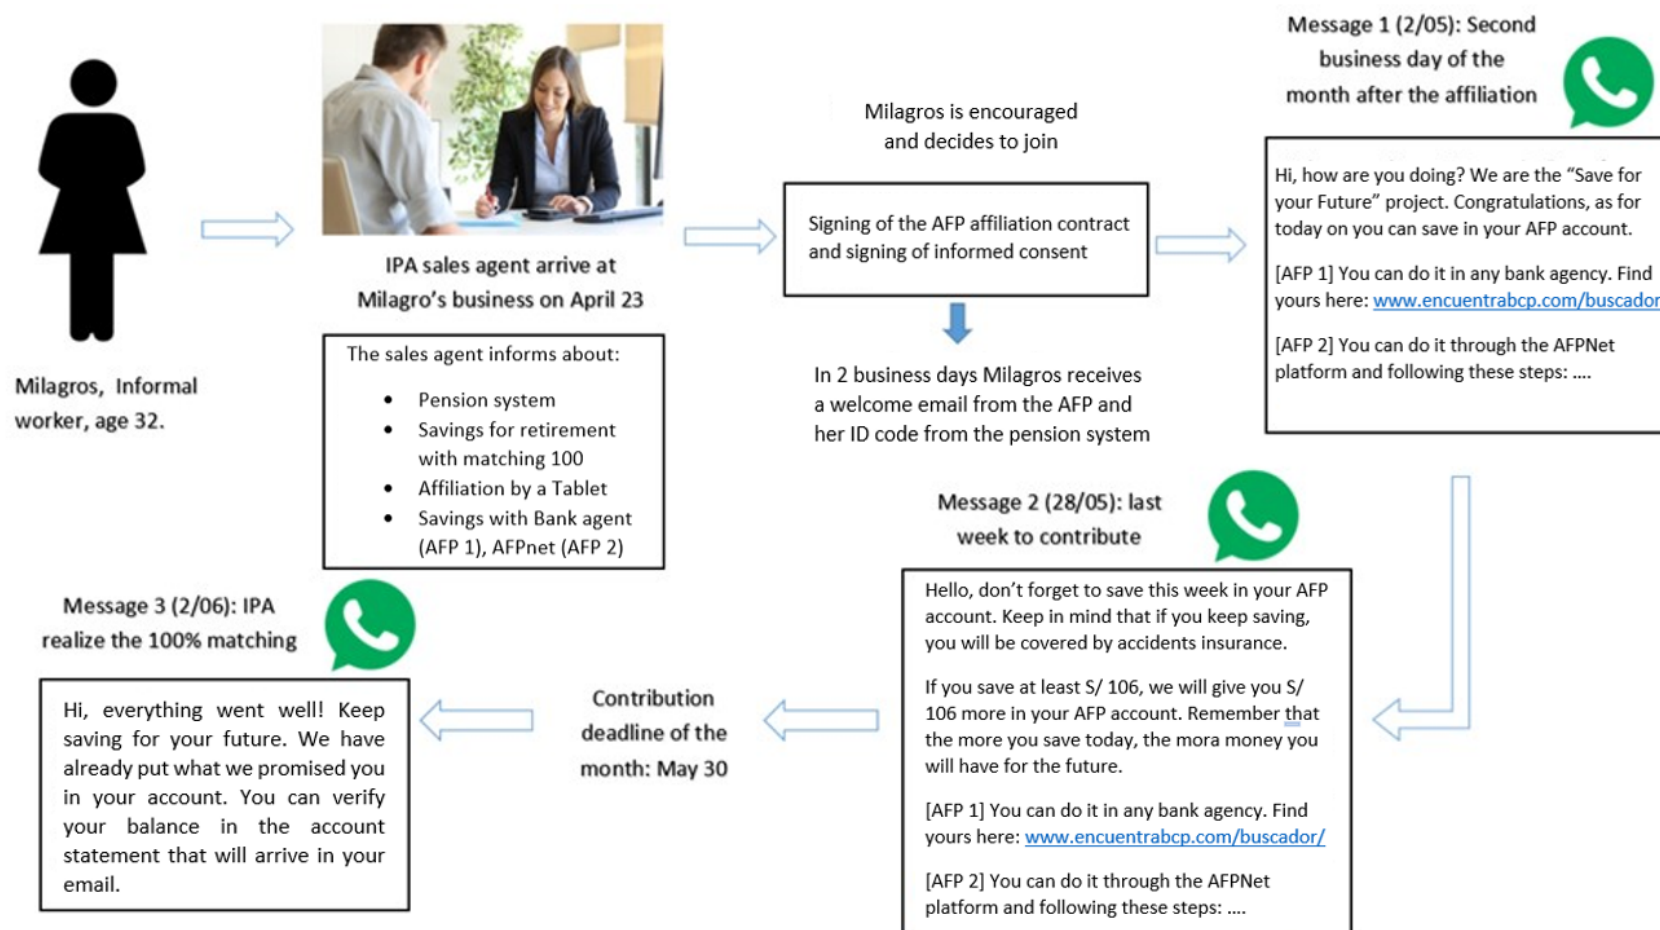 Milagros, Informal
worker, age 32.
IPA sales agent arrive at
Milagro's business on April 23
The sales agent informs about:
• Pension system
• Savings for retirement
with matching 100
• Affiliation by a Tablet
• Savings with Bank agent
(AFP 1), AFPnet (AFP 2)
Milagros is encouraged
and decides to join
Signing of the AFP affiliation contract
and signing of informed consent
In 2 business days Milagros receives
a welcome email from the AFP and
her ID code from the pension system
Message 1 (2/05): Second
business day of the
month after the affiliation
Hi, how are you doing? We are the “Save for
your Future” project. Congratulations, as for
today on you can save in your AFP account.
[AFP 1] You can do it in any bank agency. Find
yours here: www.encuentrabcp.com/buscador
[AFP 2] You can do it through the AFPNet
platform and following these steps: ....
Message 2 (28/05): last
week to contribute
Hello, don't forget to save this week in your AFP
account. Keep in mind that if you keep saving,
you will be covered by accidents insurance.
If you save at least S/ 106, we will give you S/
106 more in your AFP account. Remember that
the more you save today, the mora money you
will have for the future.
[AFP 1] You can do it in any bank agency. Find
yours here: www.encuentrabcp.com/buscador/
[AFP 2] You can do it through the AFPNet
platform and following these steps: ....
Contribution
deadline of the
month: May 30
Message 3 (2/06): IPA
realize the 100% matching
Hi, everything went well! Keep
saving for your future. We have
already put what we promised you
in your account. You can verify
your balance in the account
statement that will arrive in your
email.